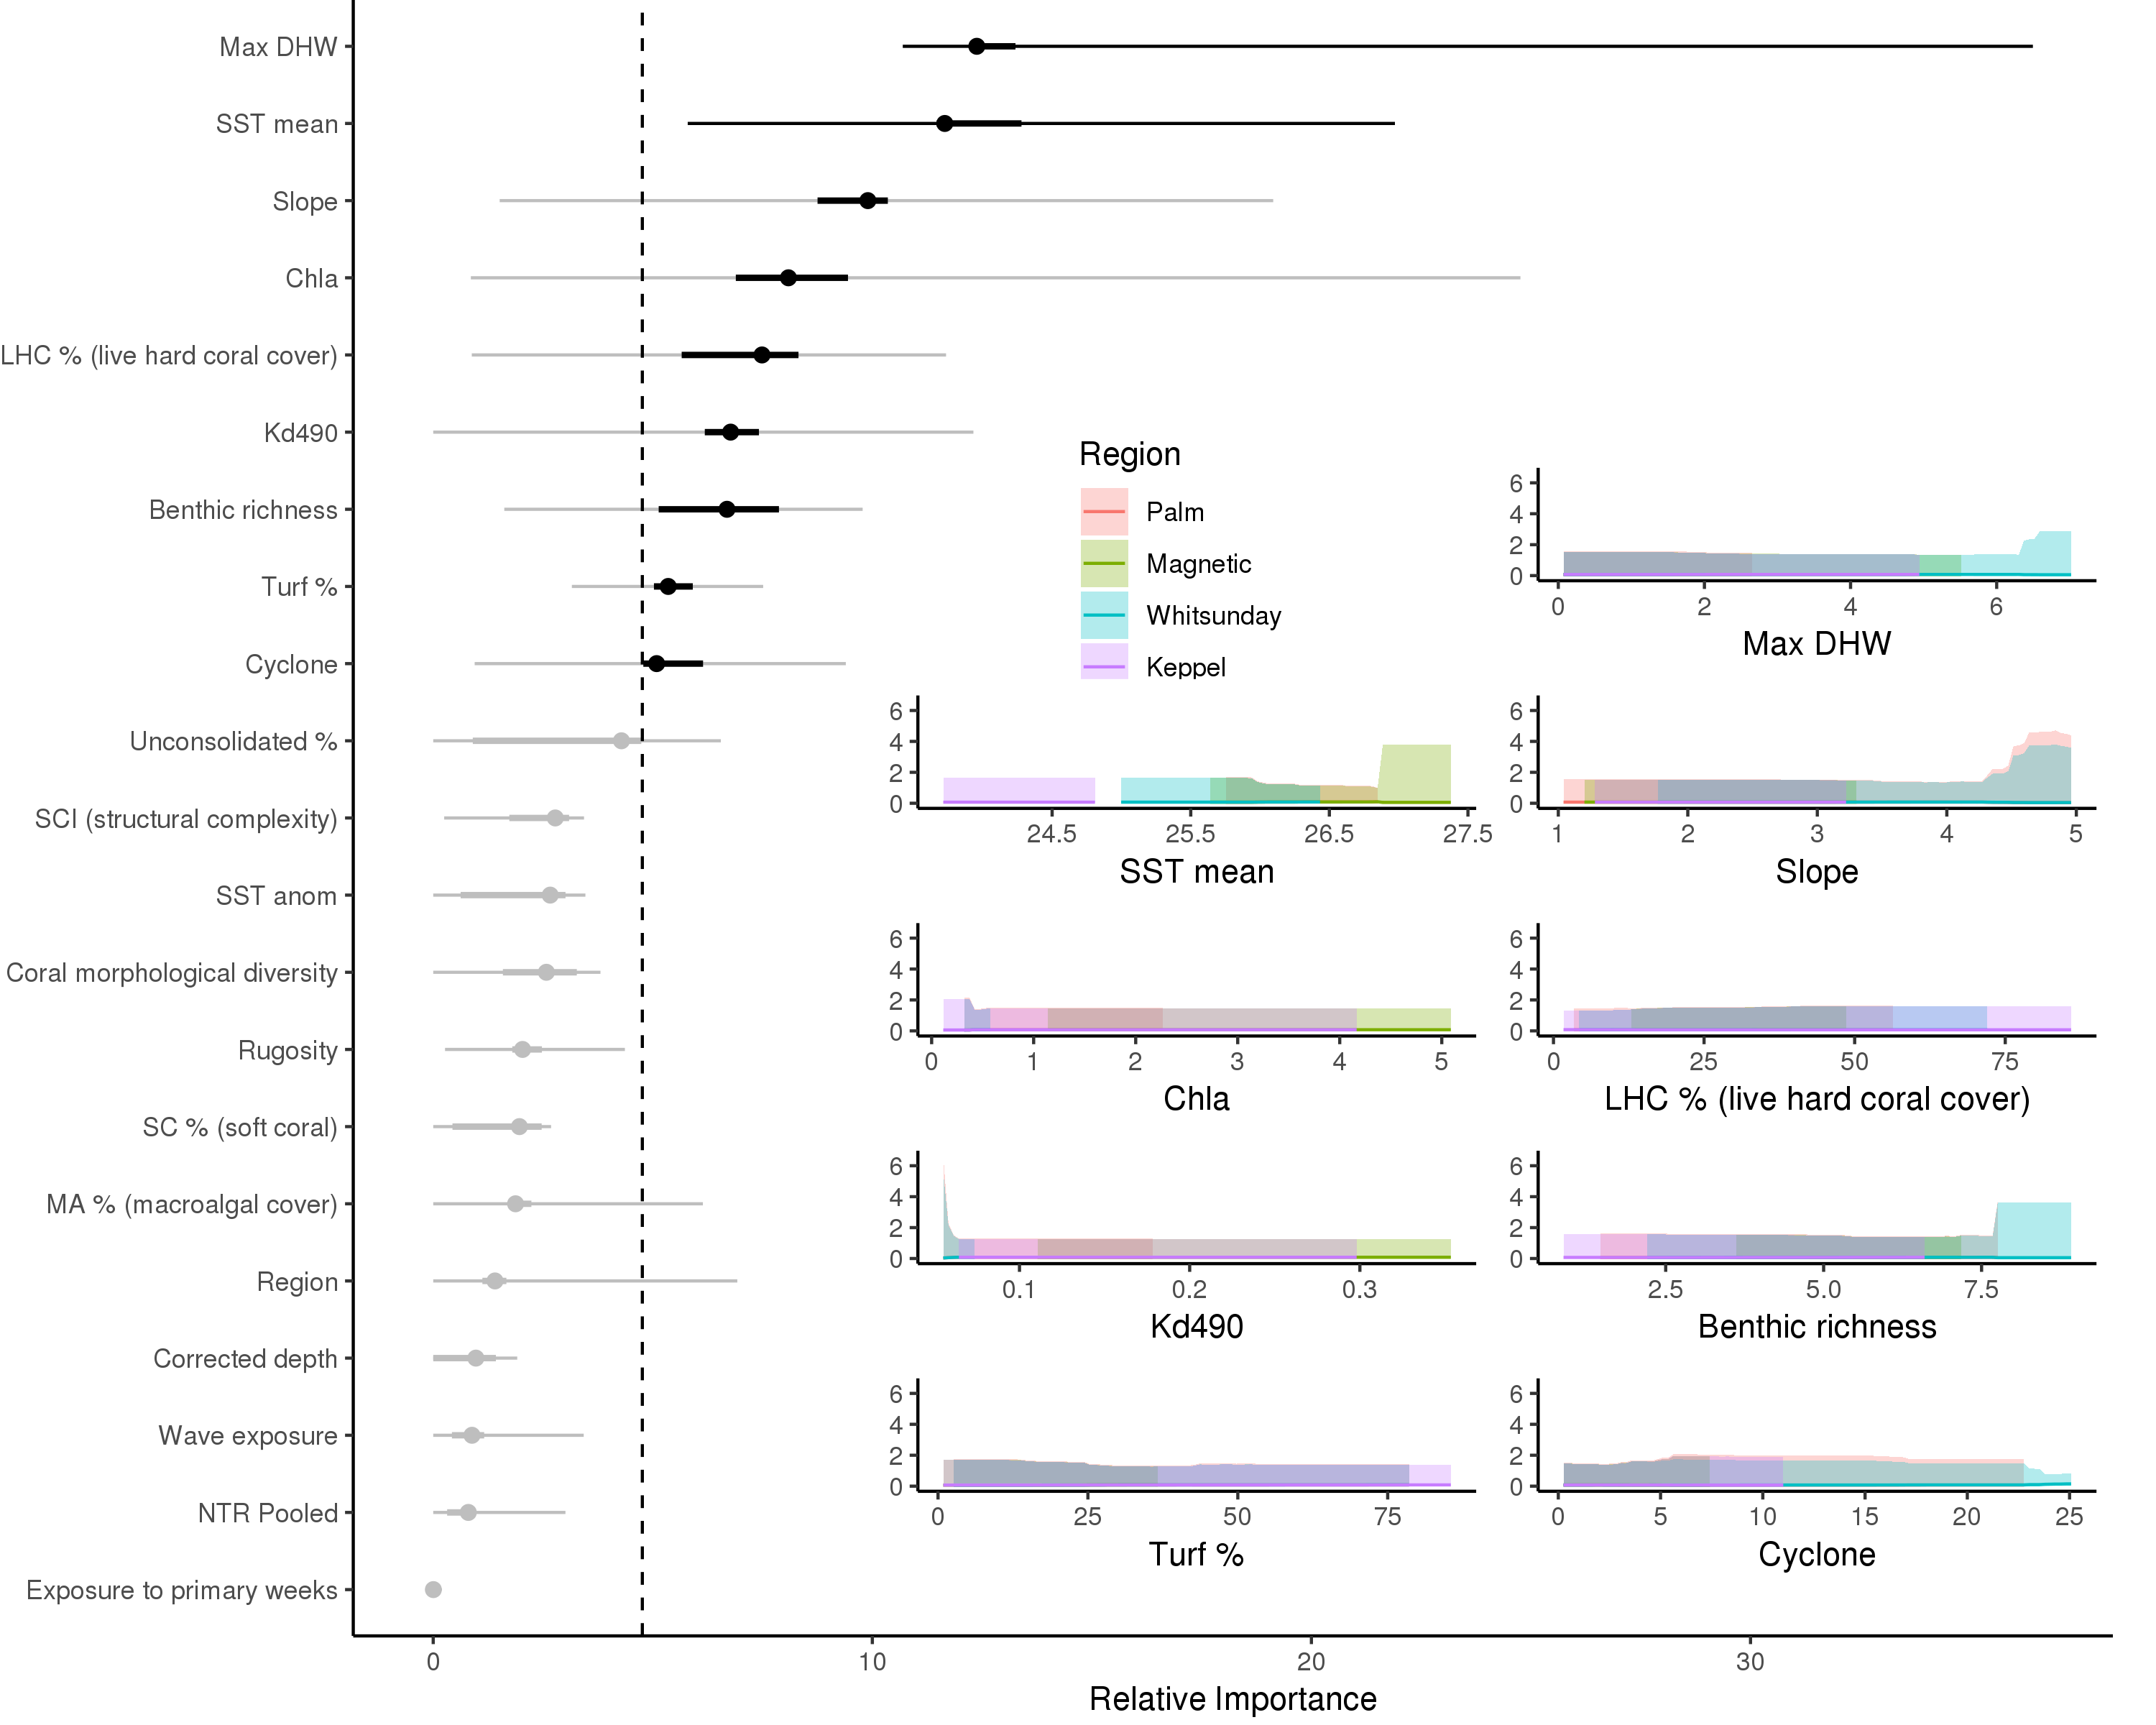 Max DHW
SST mean
Slope
Chla
LHC % (live hard coral cover)
Kd490
Benthic richness
Turf %
Cyclone
Unconsolidated %
SCI (structural complexity)
SST anom
Coral morphological diversity
Rugosity
SC % (soft coral)
MA % (macroalgal cover)
Region
Corrected depth
Wave exposure
NTR Pooled
Exposure to primary weeks
0 10 20 30
Relative Importance
Region
Palm
Magnetic
Whitsunday
Keppel
6
4
2
0
0 2 4 6
Max DHW
6
4
2
0
24.5 25.5 26.5 27.5
SST mean
6
4
2
0
1 2 3 4 5
Slope
6
4
2
0
0 1 2 3 4 5
Chla
6
4
2
0
0 25 50 75
LHC % (live hard coral cover)
6
4
2
0
0.1 0.2 0.3
Kd490
6
4
2
0
2.5 5.0 7.5
Benthic richness
6
4
2
0
0 25 50 75
Turf %
6
4
2
0
0 5 10 15 20 25
Cyclone